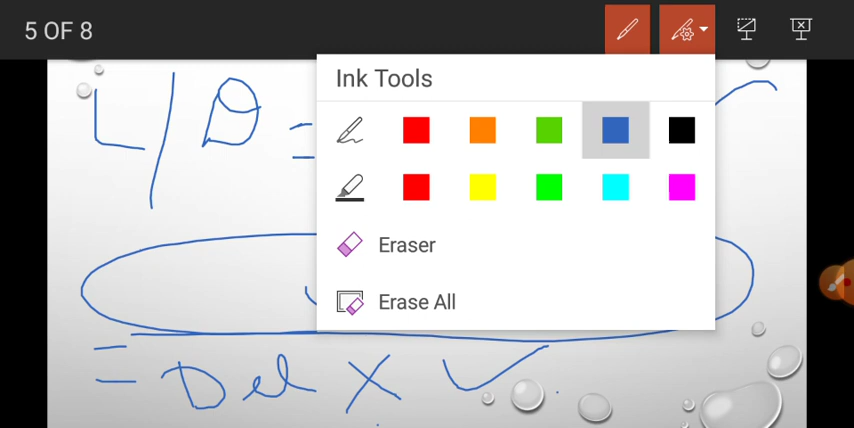 5 OF 8
Ink Tools
L/D =
Eraser
Erase All
= Del X